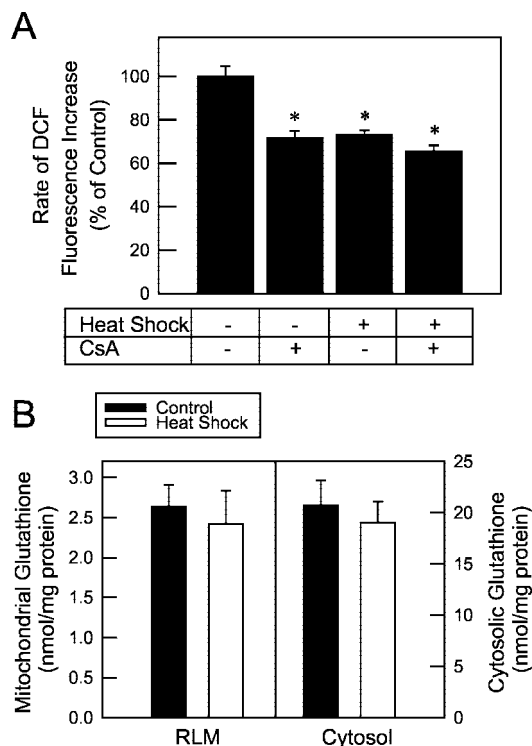 A
Rate of DCF
Fluorescence Increase
(% of Control)
100
80
60
40
20
0
* * *
Heat Shock - - + +
CsA - + - +
B
Control
Heat Shock
Mitochondrial Glutathione
(nmol/mg protein)
3.0
2.5
2.0
1.5
1.0
0.5
0.0
25
20
15
10
5
0
Cytosolic Glutathione
(nmol/mg protein)
RLM Cytosol